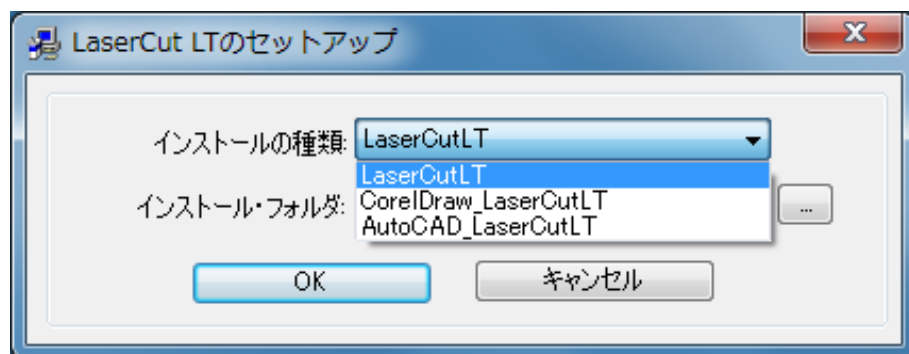 LaserCut LTのセットアップ
インストールの種類: LaserCutLT
LaserCutLT
インストール・フォルダ: CorelDraw_LaserCutLT
AutoCAD_LaserCutLT
...
OK キャンセル